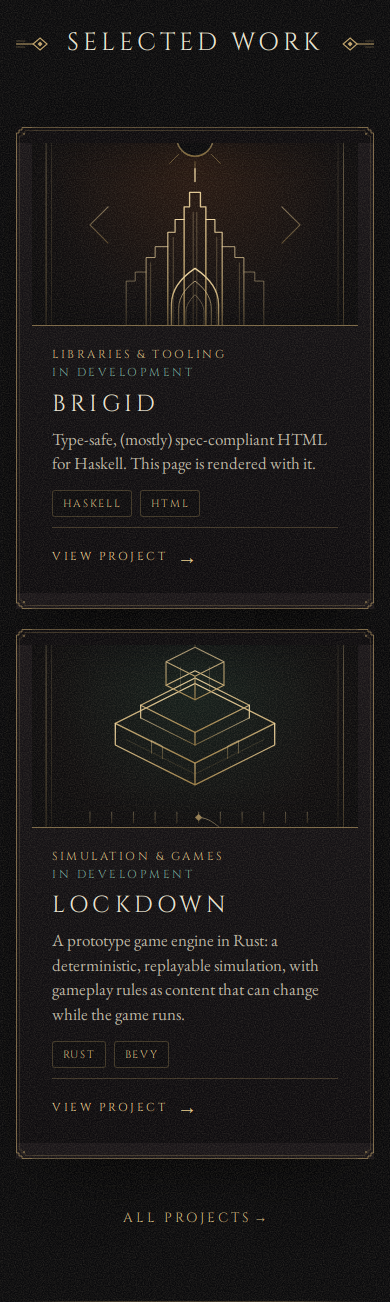 SELECTED WORK
LIBRARIES & TOOLING
IN DEVELOPMENT
BRIGID
Type-safe, (mostly) spec-compliant HTML
for Haskell. This page is rendered with it.
HASKELL HTML
VIEW PROJECT →
SIMULATION & GAMES
IN DEVELOPMENT
LOCKDOWN
A prototype game engine in Rust: a
deterministic, replayable simulation, with
gameplay rules as content that can change
while the game runs.
RUST BEVY
VIEW PROJECT →
ALL PROJECTS →